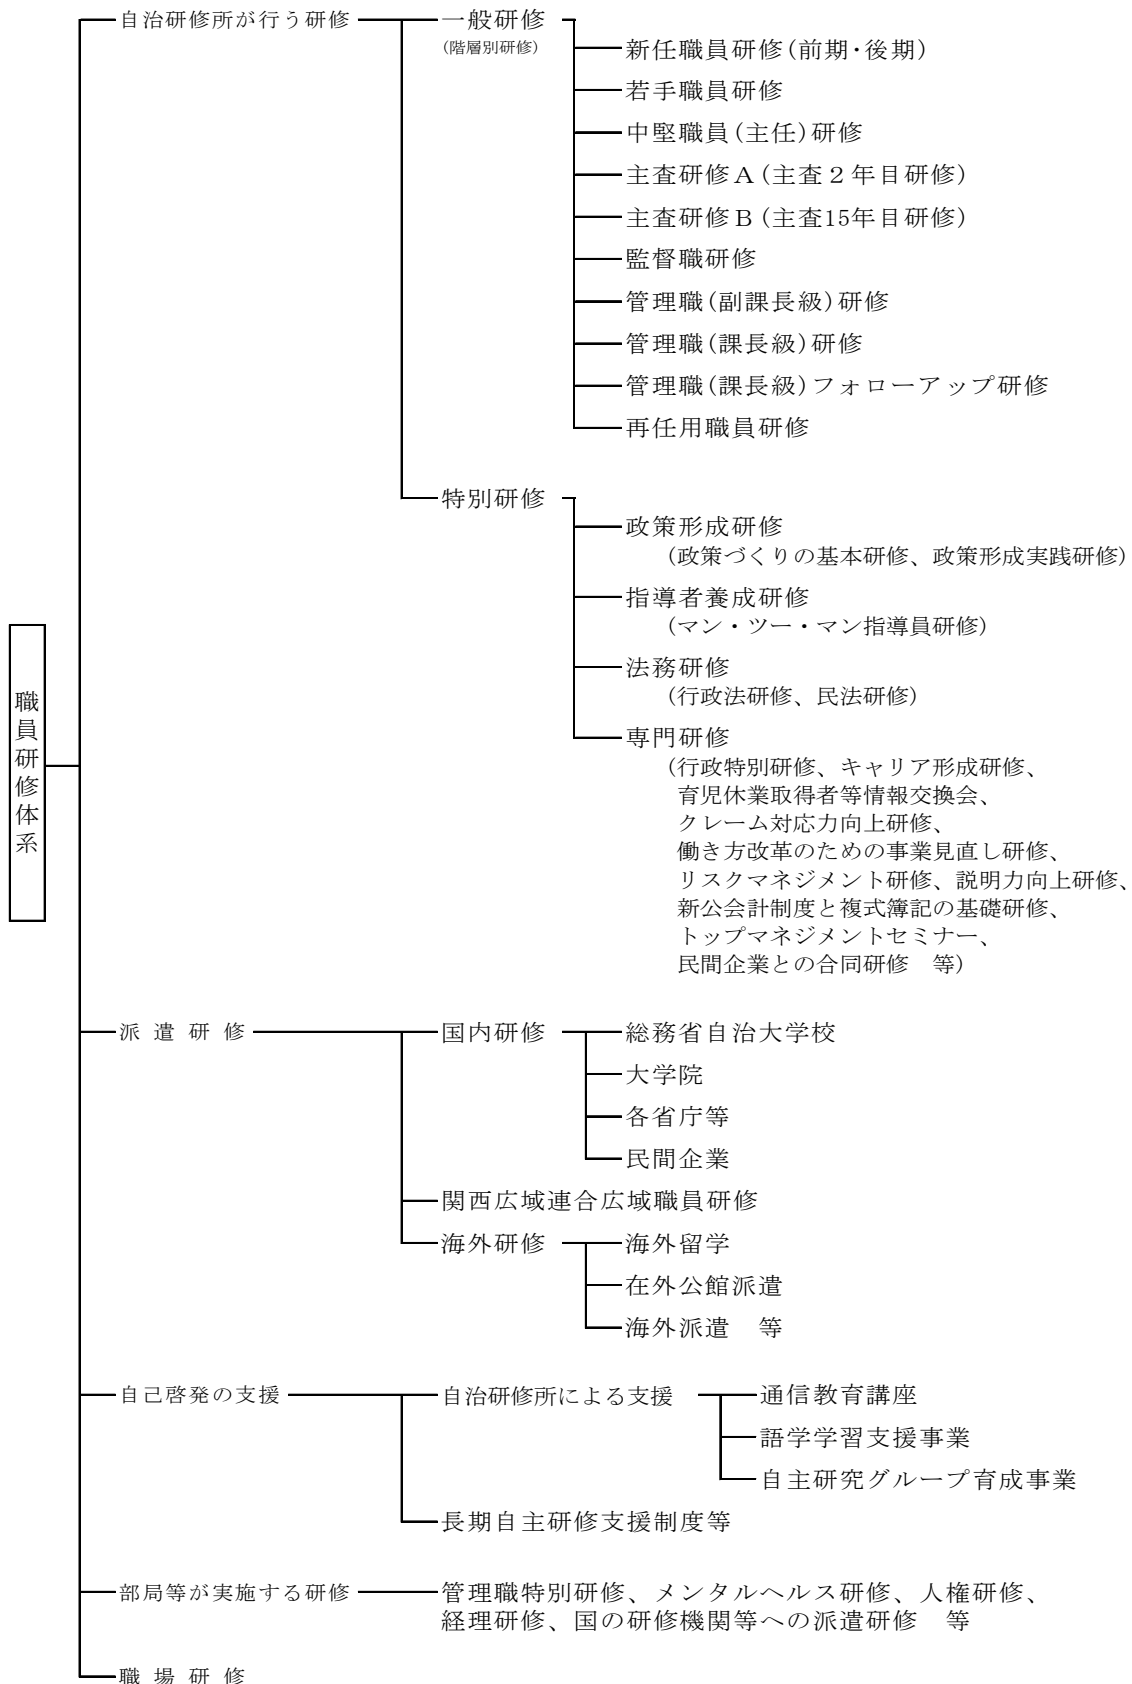 職員研修体系
自治研修所が行う研修
一般研修
(階層別研修)
新任職員研修(前期・後期)
若手職員研修
中堅職員(主任)研修
主査研修A(主査2年目研修)
主査研修B(主査15年目研修)
監督職研修
管理職(副課長級)研修
管理職(課長級)研修
管理職(課長級)フォローアップ研修
再任用職員研修
特別研修
政策形成研修
(政策づくりの基本研修、政策形成実践研修)
指導者養成研修
(マン・ツー・マン指導員研修)
法務研修
(行政法研修、民法研修)
専門研修
(行政特別研修、キャリア形成研修、
育児休業取得者等情報交換会、
クレーム対応力向上研修、
働き方改革のための事業見直し研修、
リスクマネジメント研修、説明力向上研修、
新公会計制度と複式簿記の基礎研修、
トップマネジメントセミナー、
民間企業との合同研修 等)
派遣研修
国内研修
総務省自治大学校
大学院
各省庁等
民間企業
関西広域連合広域職員研修
海外研修
海外留学
在外公館派遣
海外派遣 等
自己啓発の支援
自治研修所による支援
通信教育講座
語学学習支援事業
自主研究グループ育成事業
長期自主研修支援制度等
部局等が実施する研修
管理職特別研修、メンタルヘルス研修、人権研修、
経理研修、国の研修機関等への派遣研修 等
職場研修